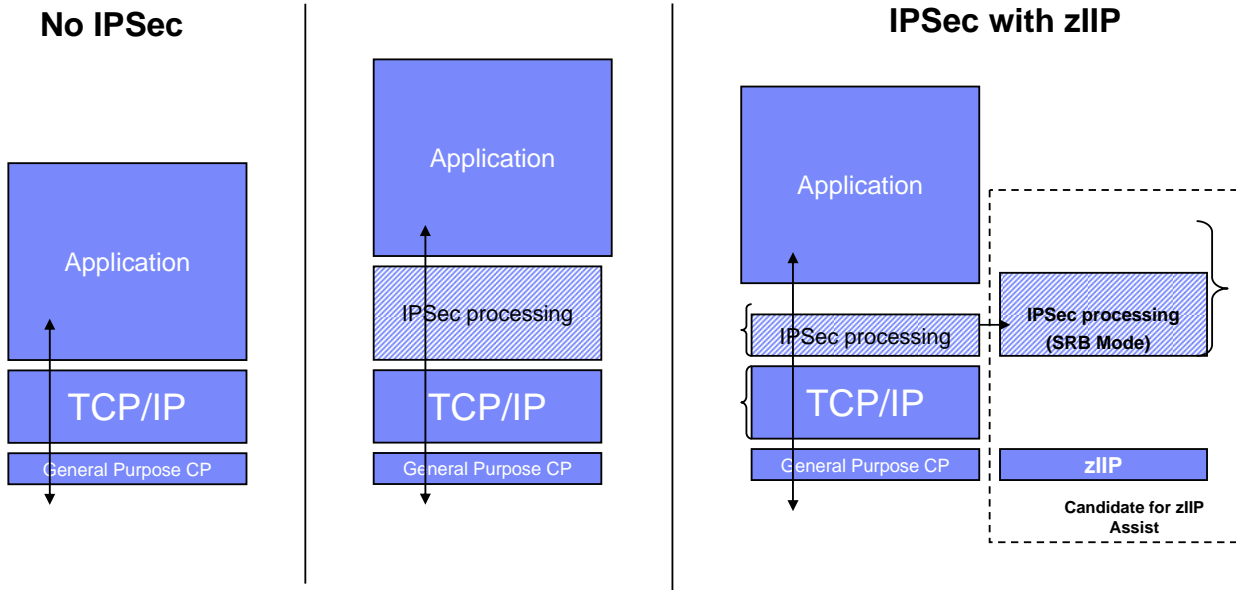 No IPSec
Application
TCP/IP
General Purpose CP
Application
IPSec processing
TCP/IP
General Purpose CP
IPSec with zIIP
Application
IPSec processing
TCP/IP
General Purpose CP
IPSec processing
(SRB Mode)
zIIP
Candidate for zIIP
Assist